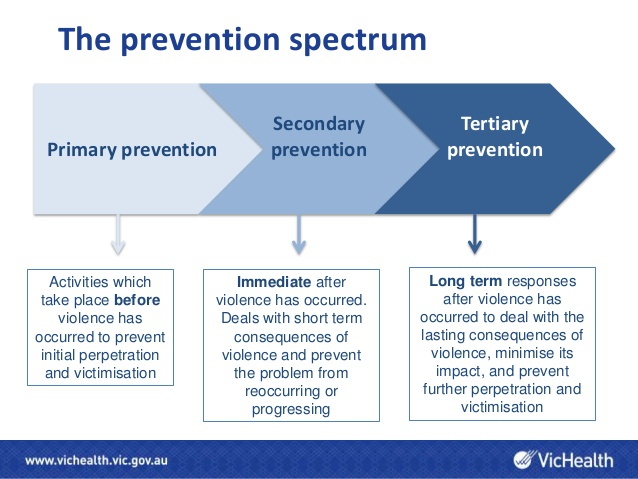 The prevention spectrum
Primary prevention
Secondary
prevention
Tertiary
prevention
Activities which
take place before
violence has
occurred to prevent
initial perpetration
and victimisation
Immediate after
violence has occurred.
Deals with short term
consequences of
violence and prevent
the problem from
reoccurring or
progressing
Long term responses
after violence has
occurred to deal with the
lasting consequences of
violence, minimise its
impact, and prevent
further perpetration and
victimisation
www.vichealth.vic.gov.au
VicHealth